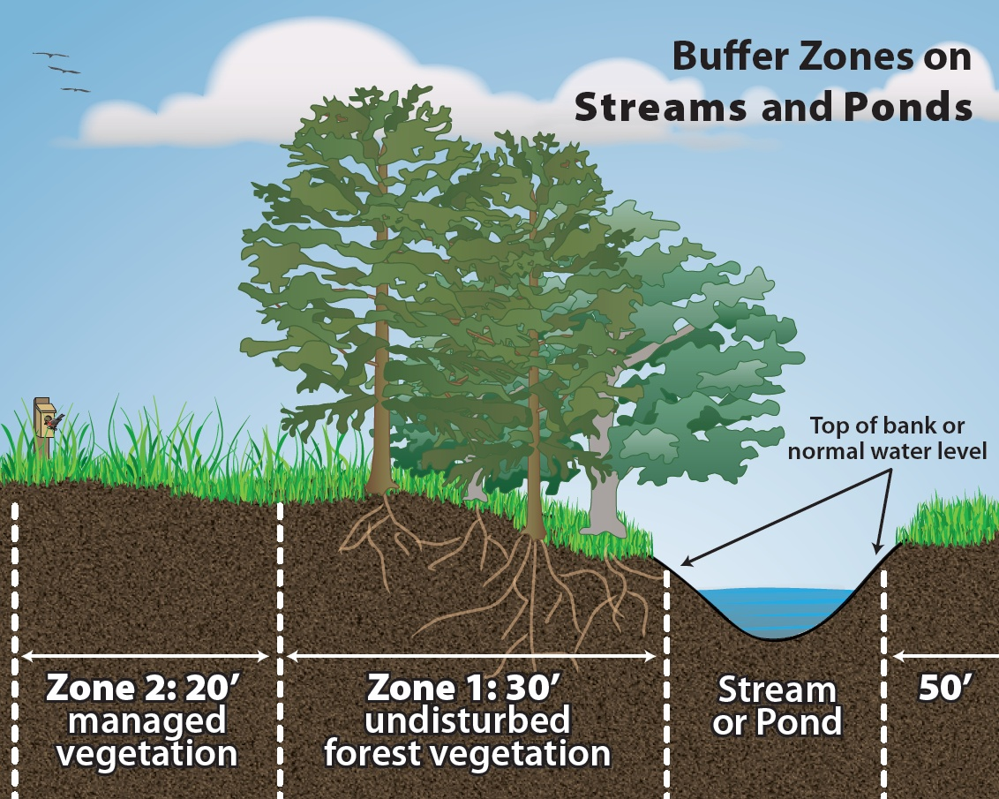 Buffer Zones on
Streams and Ponds
Top of bank or
normal water level
Zone 2: 20′
managed
vegetation
Zone 1: 30′
undisturbed
forest vegetation
Stream
or Pond
50′